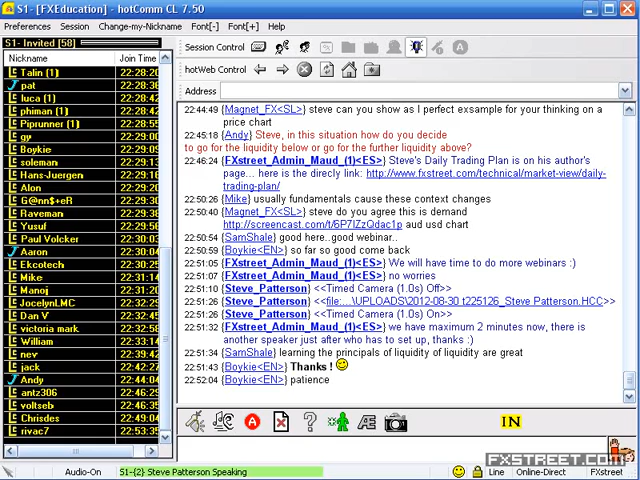 S1- [FXEducation] - hotComm CL 7.50
Preferences Session Change-my-Nickname Font[-] Font[+] Help
S1- Invited [58]
Nickname Join Time
Talin (1) 22:28:20
pat 22:28:36
luca (1) 22:28:42
phiman (1) 22:28:42
Piprunner (1) 22:28:54
gy 22:29:00
Boykie 22:29:09
soleman 22:29:13
Hans-Juergen 22:29:14
Alon 22:29:29
G@nn$+eR 22:29:42
Raveman 22:29:58
Yusuf 22:29:58
Paul Volcker 22:30:03
Aaron 22:30:04
Ekcotech 22:30:23
Mike 22:31:14
Manoj 22:31:21
JocelynLMC 22:32:36
Dan V 22:32:45
victoria mark 22:32:58
William 22:33:14
nev 22:39:42
jack 22:42:27
Andy 22:44:04
antz306 22:46:29
voltseb 22:46:35
Chrisdes 22:49:04
rivac7 22:53:35
Session Control
hotWeb Control
Address
22:44:49 {Magnet_FX<SL>} steve can you show as I perfect exsample for your thinking on a
price chart
22:45:18 {Andy} Steve, in this situation how do you decide
to go for the liquidity below or go for the further liquidity above?
22:46:24 {FXstreet_Admin_Maud_(1)<ES>} Steve's Daily Trading Plan is on his author's
page... here is the direcly link: http://www.fxstreet.com/technical/market-view/daily-
trading-plan/
22:50:26 {Mike} usually fundamentals cause these context changes
22:50:40 {Magnet_FX<SL>} steve do you agree this is demand
http://screencast.com/t/6P7IZzQdac1p aud usd chart
22:50:54 {SamShale} good here..good webinar..
22:50:59 {Boykie<EN>} so far so good come back
22:51:05 {FXstreet_Admin_Maud_(1)<ES>} We will have time to do more webinars :)
22:51:07 {FXstreet_Admin_Maud_(1)<ES>} no worries
22:51:10 {Steve_Patterson} <<Timed Camera (1.0s) Off>>
22:51:26 {Steve_Patterson} <<file:...\UPLOADS\2012-08-30 t225126_Steve Patterson.HCC>>
22:51:26 {Steve_Patterson} <<Timed Camera (1.0s) On>>
22:51:32 {FXstreet_Admin_Maud_(1)<ES>} we have maximum 2 minutes now, there is
another speaker just after who has to set up, thanks :)
22:51:34 {SamShale} learning the principals of liquidity of liquidity are great
22:51:43 {Boykie<EN>} Thanks !
22:52:04 {Boykie<EN>} patience
IN
FXSTREET.COM
Audio-On S1-{2} Steve Patterson Speaking Line Online-Direct FXstreet